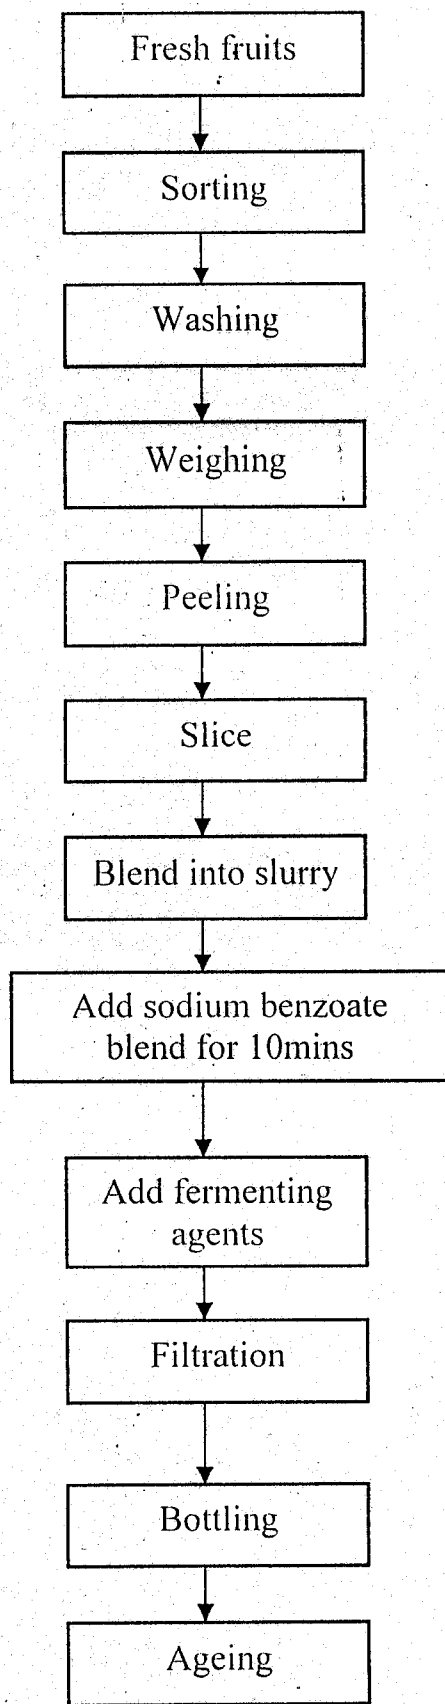 Fresh fruits
Sorting
Washing
Weighing
Peeling
Slice
Blend into slurry
Add sodium benzoate
blend for 10mins
Add fermenting
agents
Filtration
Bottling
Ageing